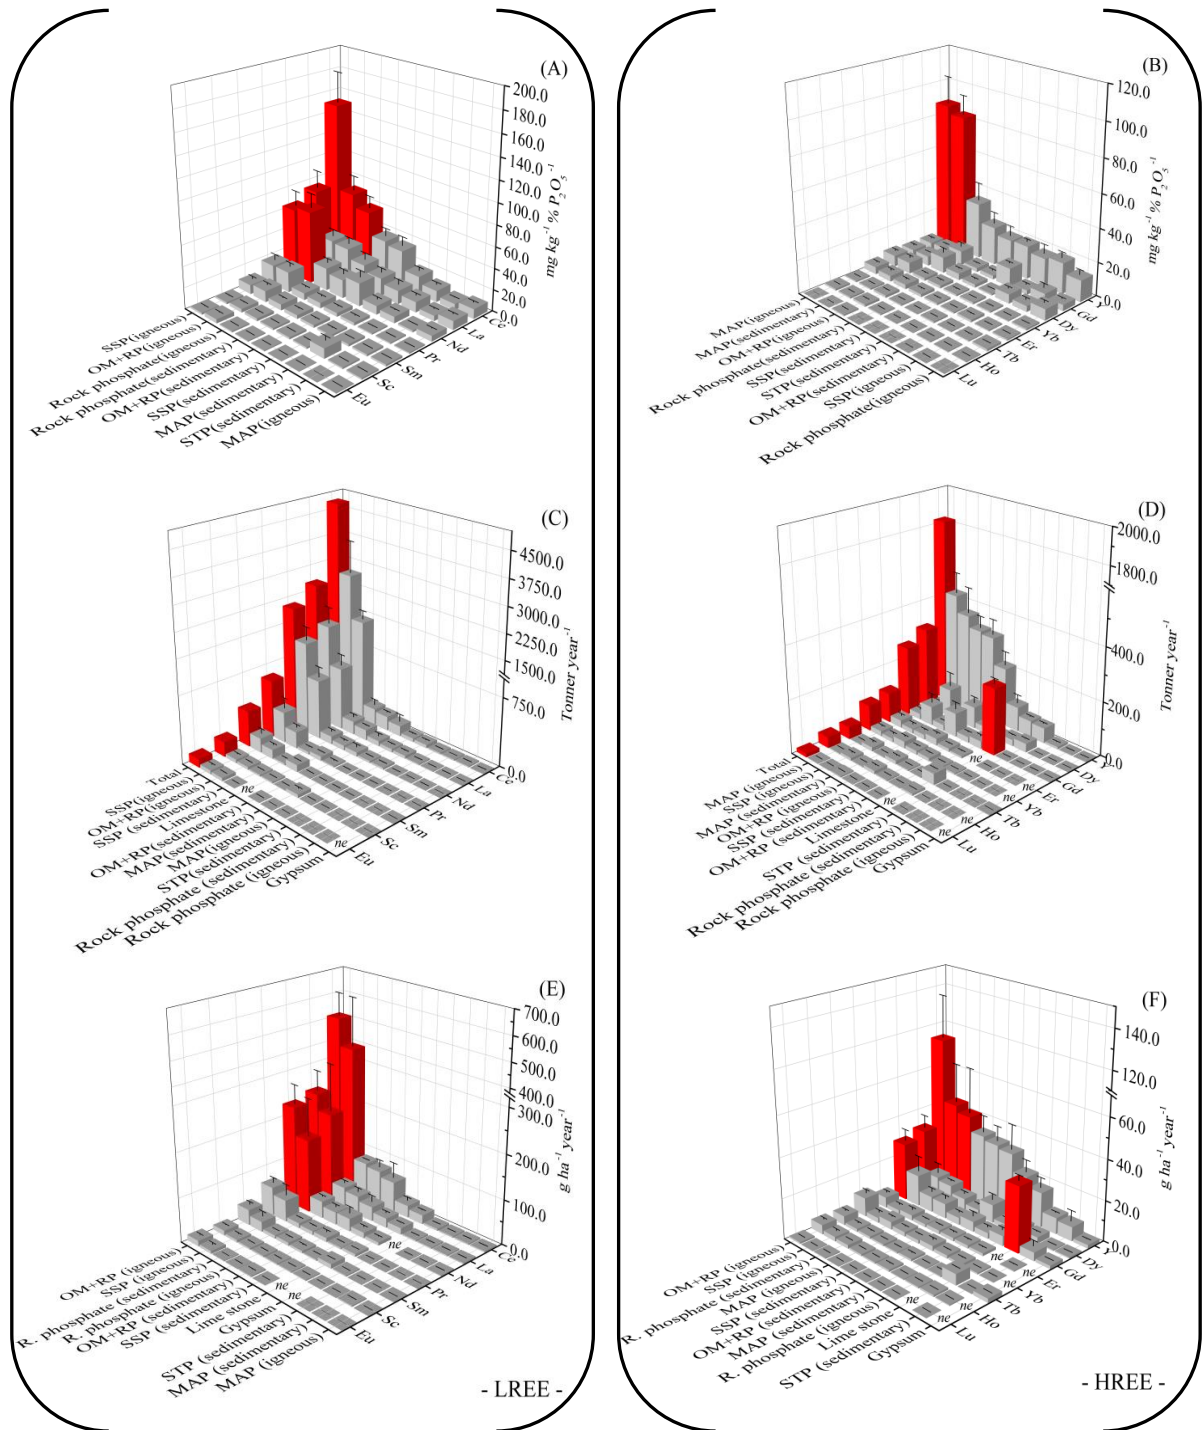 (A)
200.0
180.0
160.0
140.0
120.0
100.0
80.0
60.0
40.0
20.0
0.0
mg kg⁻¹ % P₂O₅⁻¹
SSP(igneous)
OM+RP(igneous)
Rock phosphate(igneous)
Rock phosphate(sedimentary)
OM+RP(sedimentary)
SSP(sedimentary)
MAP(sedimentary)
STP(sedimentary)
MAP(igneous)
Eu
Sc
Sm
Pr
Nd
La
Ce
(B)
120.0
100.0
80.0
60.0
40.0
20.0
0.0
mg kg⁻¹ % P₂O₅⁻¹
MAP(igneous)
MAP(sedimentary)
OM+RP(igneous)
Rock phosphate(sedimentary)
SSP(sedimentary)
STP(sedimentary)
OM+RP(sedimentary)
SSP(igneous)
Rock phosphate(igneous)
Lu
Ho
Tb
Er
Yb
Dy
Gd
(C)
4500.0
3750.0
3000.0
2250.0
1500.0
750.0
0.0
Tonner year⁻¹
Total
SSP(igneous)
OM+RP(igneous)
SSP (sedimentary)
Limestone
OM+RP(sedimentary)
MAP(sedimentary)
MAP(igneous)
STP(sedimentary)
Rock phosphate (sedimentary)
Rock phosphate (igneous)
Gypsum
ne
ne
Eu
Sc
Sm
Pr
Nd
La
Ce
(D)
2000.0
1800.0
400.0
200.0
0.0
Tonner year⁻¹
Total
MAP (igneous)
SSP (igneous)
MAP (sedimentary)
OM+RP (igneous)
SSP (sedimentary)
OM+RP (sedimentary)
Limestone
STP (sedimentary)
Rock phosphate (sedimentary)
Rock phosphate (igneous)
Gypsum
ne
ne
ne
ne
ne
ne
ne
Lu
Ho
Tb
Yb
Er
Gd
Dy
(E)
700.0
600.0
500.0
400.0
300.0
200.0
100.0
0.0
g ha⁻¹ year⁻¹
OM+RP (igneous)
SSP (igneous)
R. phosphate (sedimentary)
R. phosphate (igneous)
OM+RP (sedimentary)
SSP (sedimentary)
Lime stone
Gypsum
STP (sedimentary)
MAP (sedimentary)
MAP (igneous)
ne
ne
ne
Eu
Sc
Sm
Pr
Nd
La
Ce
- LREE -
(F)
140.0
120.0
60.0
40.0
20.0
0.0
g ha⁻¹ year⁻¹
OM+RP (igneous)
SSP (igneous)
R. phosphate (sedimentary)
MAP (igneous)
SSP (sedimentary)
OM+RP (sedimentary)
MAP (sedimentary)
R. phosphate (igneous)
Lime stone
STP (sedimentary)
Gypsum
ne
ne
ne
ne
ne
ne
Lu
Ho
Tb
Yb
Er
Gd
Dy
- HREE -